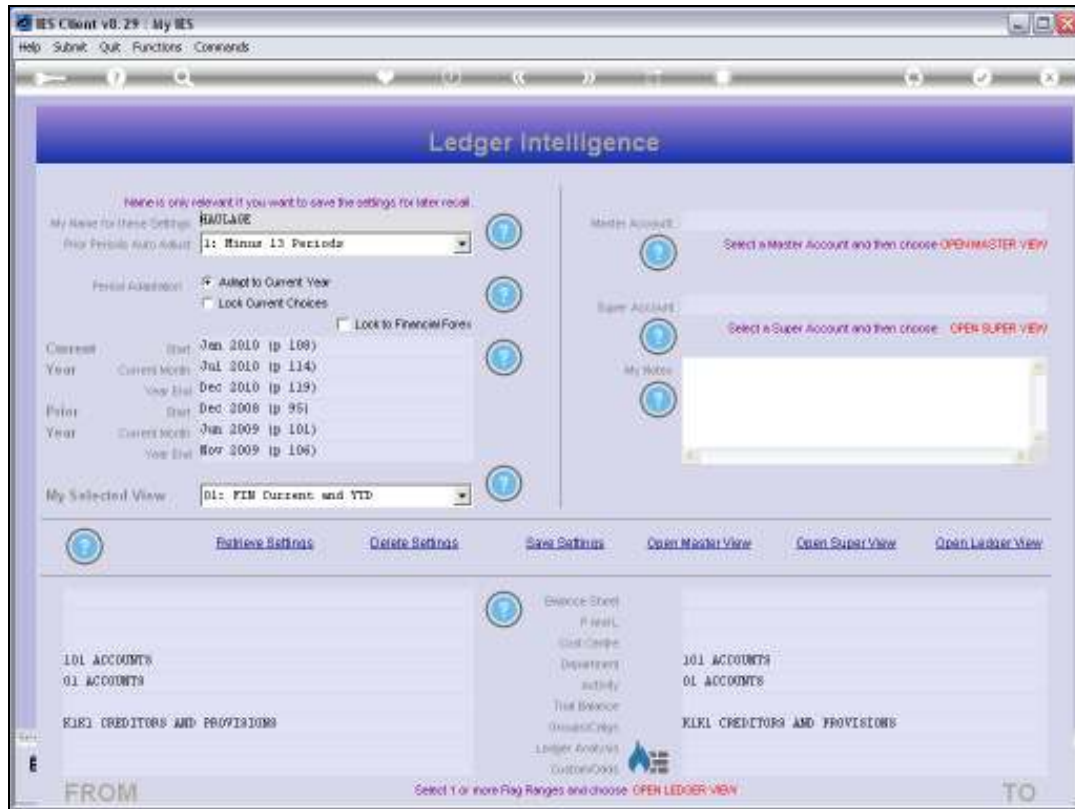 IES Client v8.29 : My IES
Help Submit Quit Functions Commands
Ledger Intelligence
Name is only relevant if you want to save the settings for later recall.
My Name for these Settings HAULAGE
Prior Periods Auto Adjust 1: Minus 13 Periods
Period Adaptation Adapt to Current Year
Lock Current Choices
Lock to Financial Forex
Current Start Jan 2010 (p 108)
Year Current Month Jul 2010 (p 114)
Year End Dec 2010 (p 119)
Prior Start Dec 2008 (p 95)
Year Current Month Jun 2009 (p 101)
Year End Nov 2009 (p 106)
My Selected View 01: FIN Current and YTD
Master Account
Select a Master Account and then choose OPEN MASTER VIEW
Super Account
Select a Super Account and then choose OPEN SUPER VIEW
My Notes
Retrieve Settings Delete Settings Save Settings Open Master View Open Super View Open Ledger View
Balance Sheet
P and L
Cost Centre
101 ACCOUNTS Department 101 ACCOUNTS
01 ACCOUNTS Activity 01 ACCOUNTS
Trial Balance
K1K1 CREDITORS AND PROVISIONS K1K1 CREDITORS AND PROVISIONS
Ledger Analysis
FROM Select 1 or more Flag Ranges and choose OPEN LEDGER VIEW TO